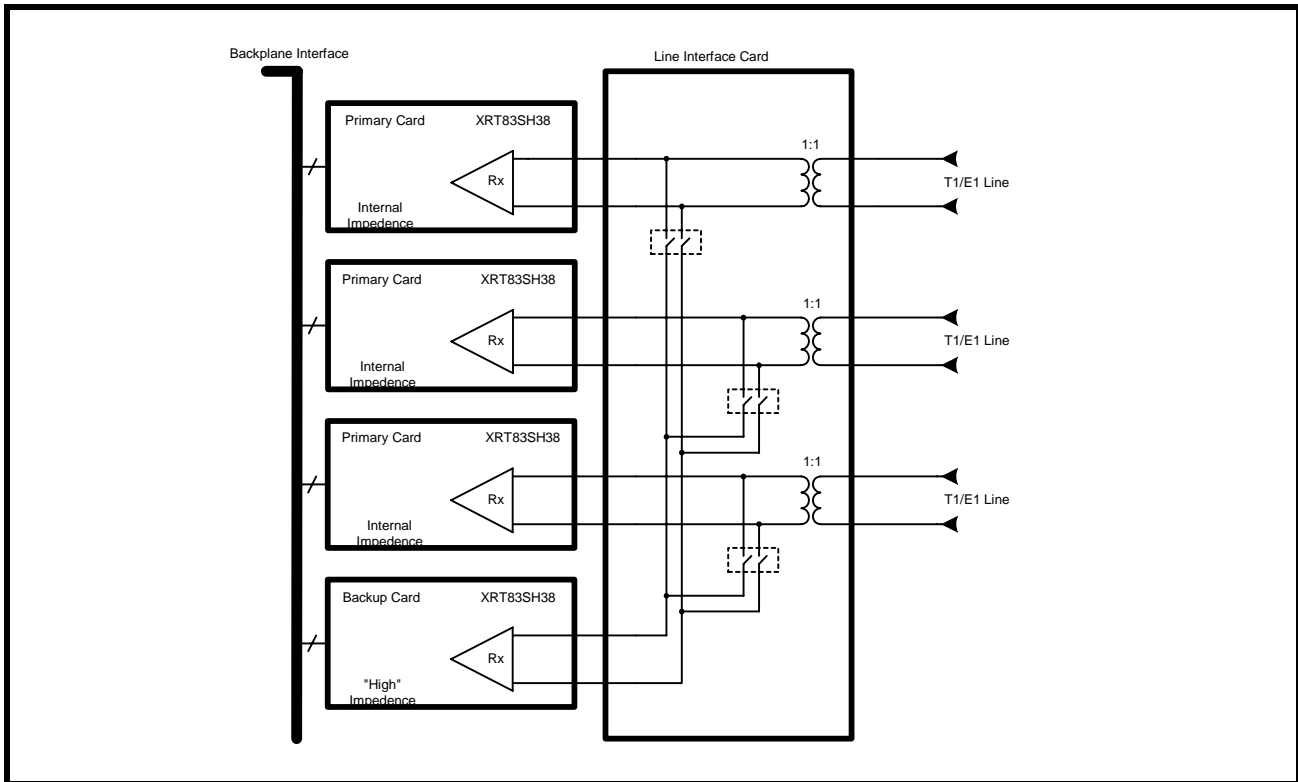 Backplane Interface
Line Interface Card
Primary Card XRT83SH38
Rx
Internal
Impedence
1:1
T1/E1 Line
Primary Card XRT83SH38
Rx
Internal
Impedence
1:1
T1/E1 Line
Primary Card XRT83SH38
Rx
Internal
Impedence
1:1
T1/E1 Line
Backup Card XRT83SH38
Rx
"High"
Impedence